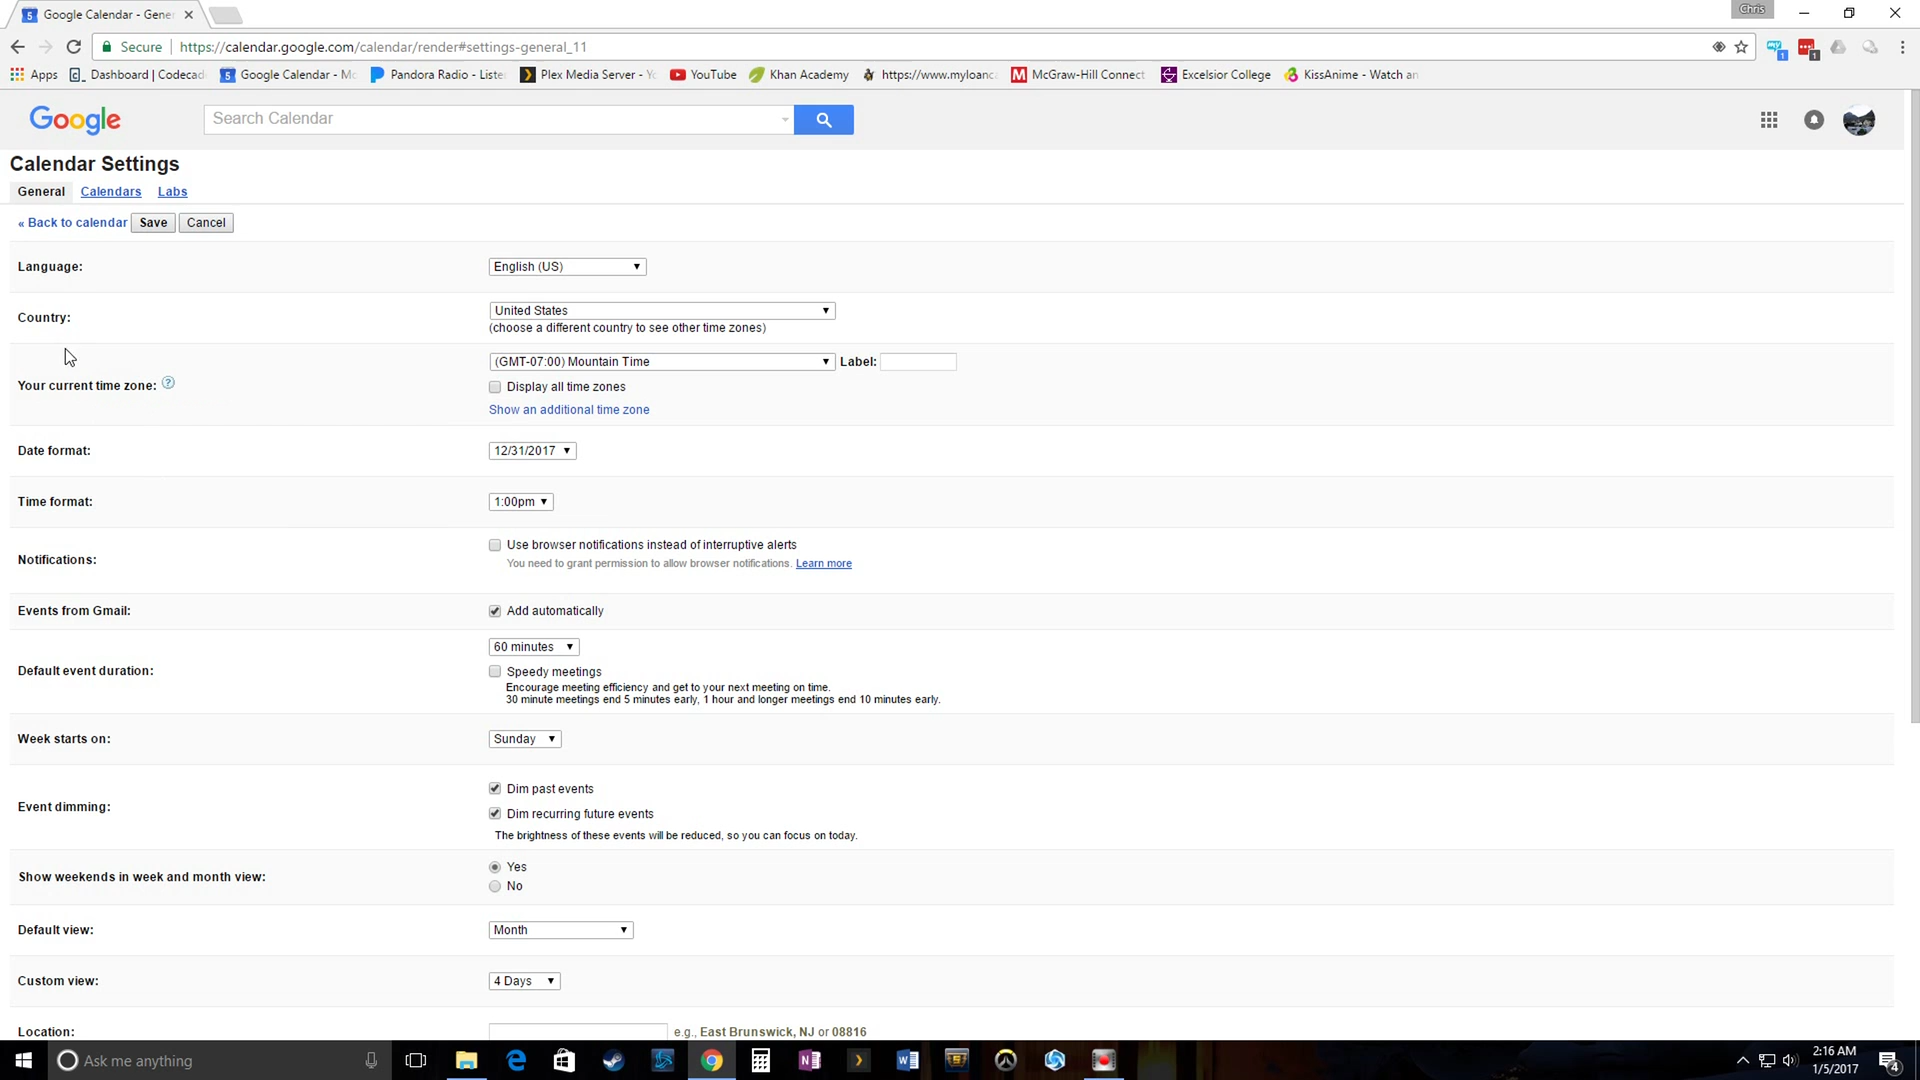 Google Calendar - Gene
Chris
Secure
https://calendar.google.com/calendar/render#settings-general_11
Apps
Dashboard | Codecad
Google Calendar - Mo
Pandora Radio - Liste
Plex Media Server - Yo
YouTube
Khan Academy
https://www.myloanc
McGraw-Hill Connect
Excelsior College
KissAnime - Watch an
Google
Search Calendar
Calendar Settings
General Calendars Labs
« Back to calendar Save Cancel
Language: English (US)
Country: United States
(choose a different country to see other time zones)
Your current time zone: ? (GMT-07:00) Mountain Time Label:
Display all time zones
Show an additional time zone
Date format: 12/31/2017
Time format: 1:00pm
Notifications: Use browser notifications instead of interruptive alerts
You need to grant permission to allow browser notifications. Learn more
Events from Gmail: Add automatically
Default event duration: 60 minutes
Speedy meetings
Encourage meeting efficiency and get to your next meeting on time.
30 minute meetings end 5 minutes early, 1 hour and longer meetings end 10 minutes early.
Week starts on: Sunday
Event dimming: Dim past events
Dim recurring future events
The brightness of these events will be reduced, so you can focus on today.
Show weekends in week and month view: Yes
No
Default view: Month
Custom view: 4 Days
Location: e.g., East Brunswick, NJ or 08816
Ask me anything
2:16 AM
1/5/2017
4